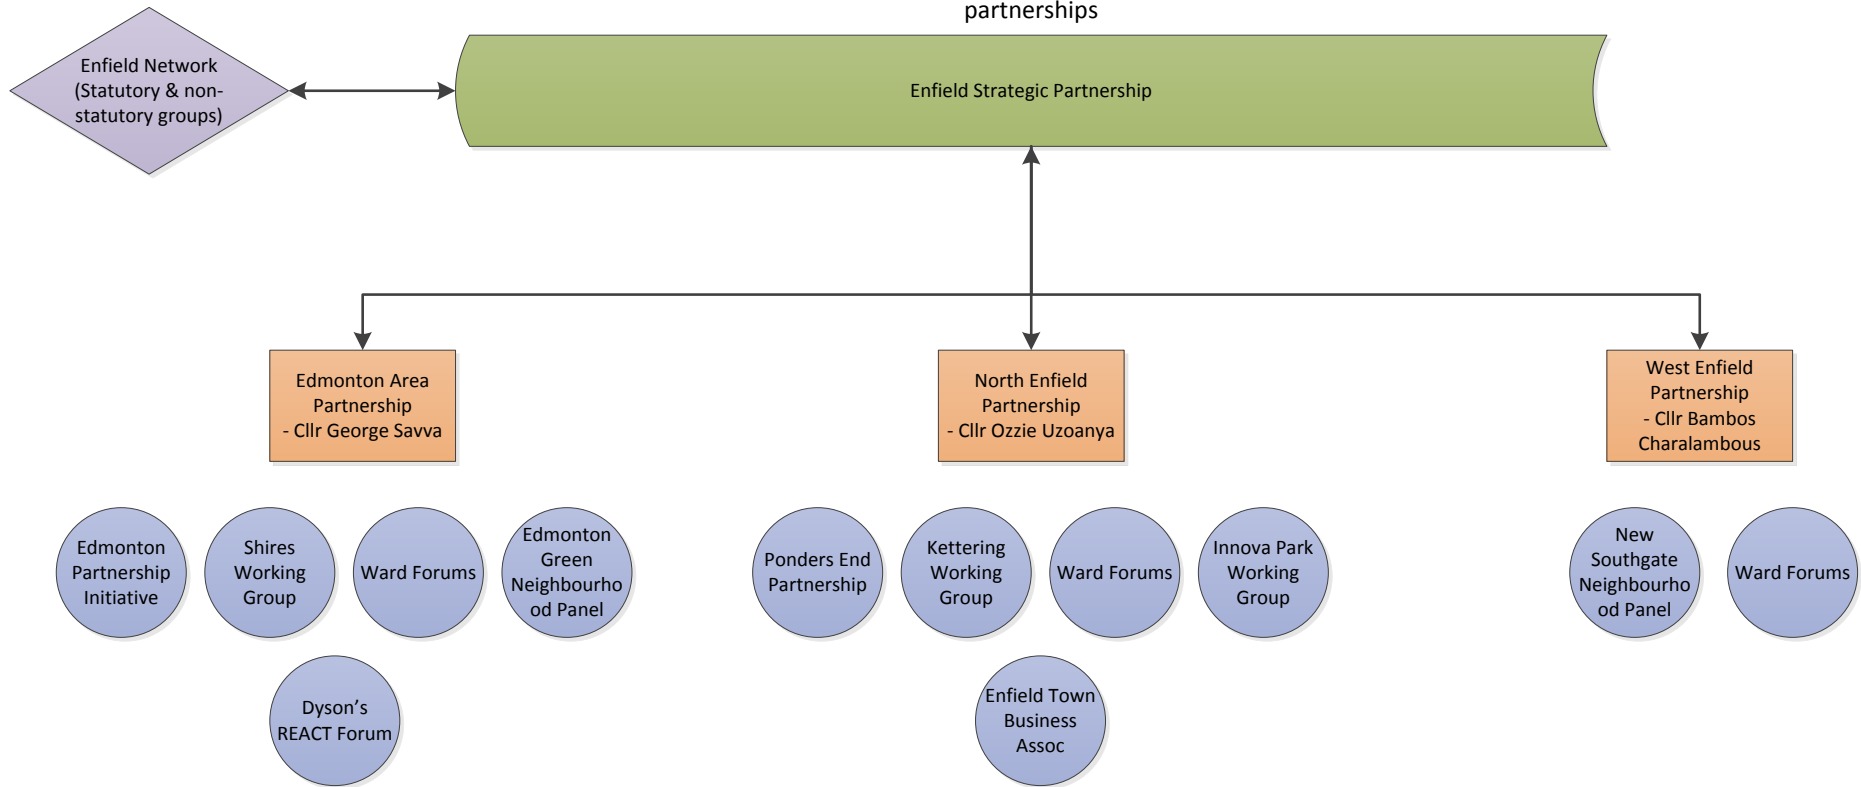 partnerships
Enfield Network
(Statutory & non-
statutory groups)
Enfield Strategic Partnership
Edmonton Area
Partnership
- Cllr George Savva
North Enfield
Partnership
- Cllr Ozzie Uzoanya
West Enfield
Partnership
- Cllr Bambos
Charalambous
Edmonton
Partnership
Initiative
Shires
Working
Group
Ward Forums
Edmonton
Green
Neighbourho
od Panel
Ponders End
Partnership
Kettering
Working
Group
Ward Forums
Innova Park
Working
Group
New
Southgate
Neighbourho
od Panel
Ward Forums
Dyson’s
REACT Forum
Enfield Town
Business
Assoc